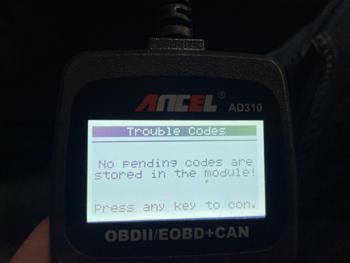 ANCEL®
AD310
Trouble Codes
No pending codes are
stored in the module!
Press any key to con.
OBDII/EOBD+CAN